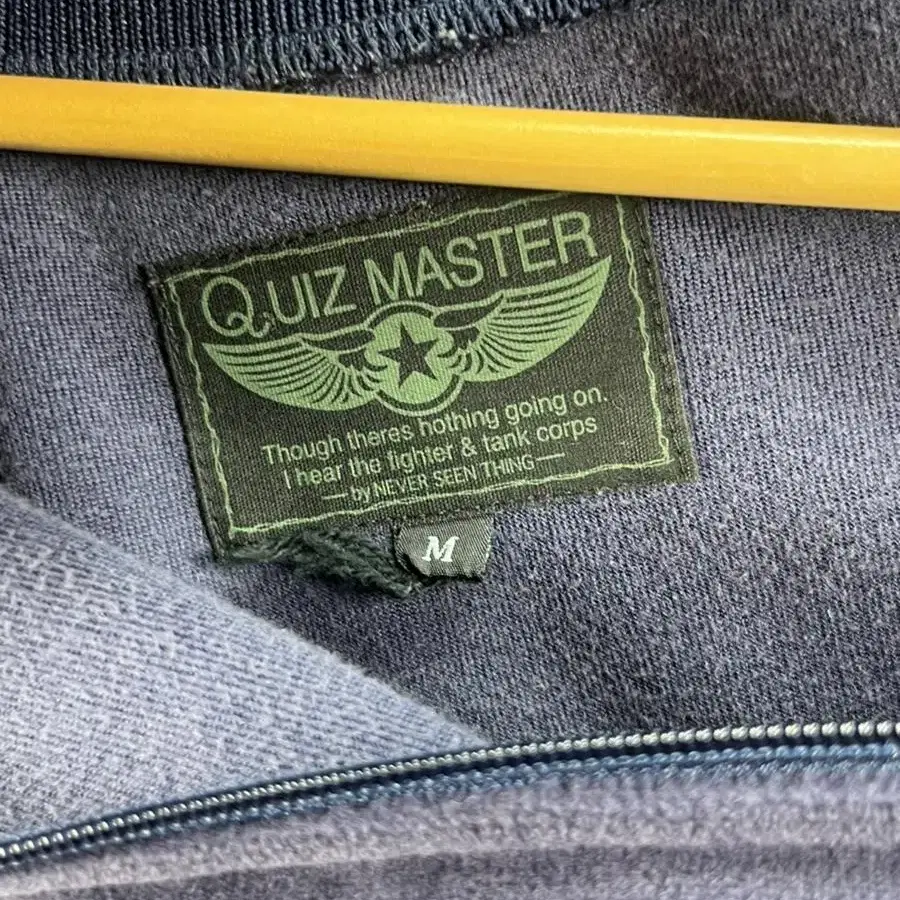 QUIZ MASTER
Though theres nothing going on.
I hear the fighter & tank corps
—by NEVER SEEN THING—
M